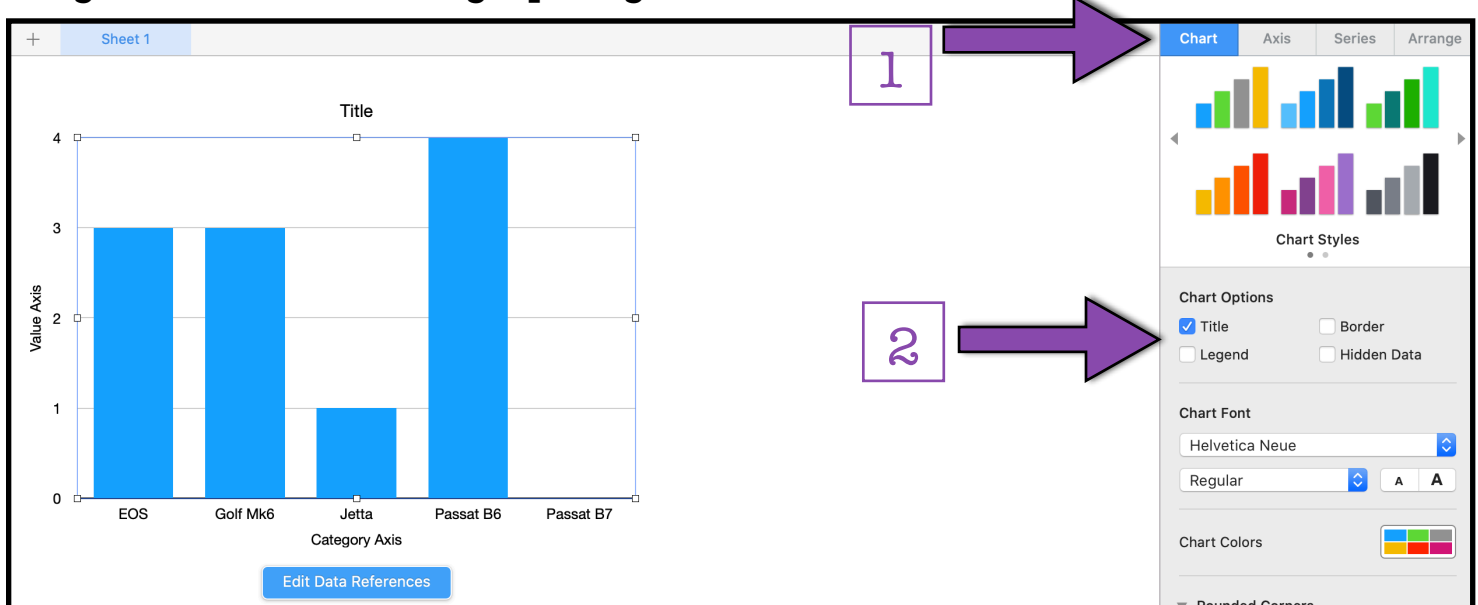 Sheet 1
1
Chart Axis Series Arrange
Title
4
3
2
1
0
Value Axis
EOS Golf Mk6 Jetta Passat B6 Passat B7
Category Axis
Edit Data References
Chart Styles
2
Chart Options
Title Border
Legend Hidden Data
Chart Font
Helvetica Neue
Regular A A
Chart Colors
Rounded Corners